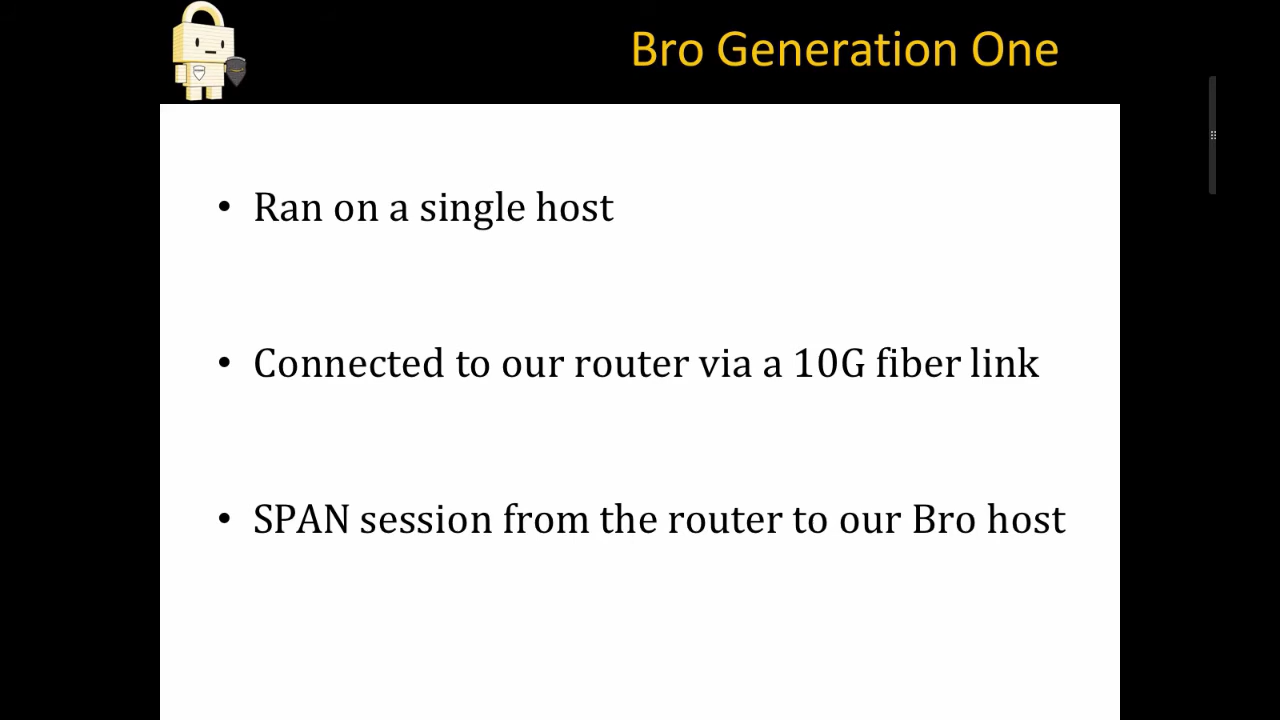 Bro Generation One
• Ran on a single host
• Connected to our router via a 10G fiber link
• SPAN session from the router to our Bro host